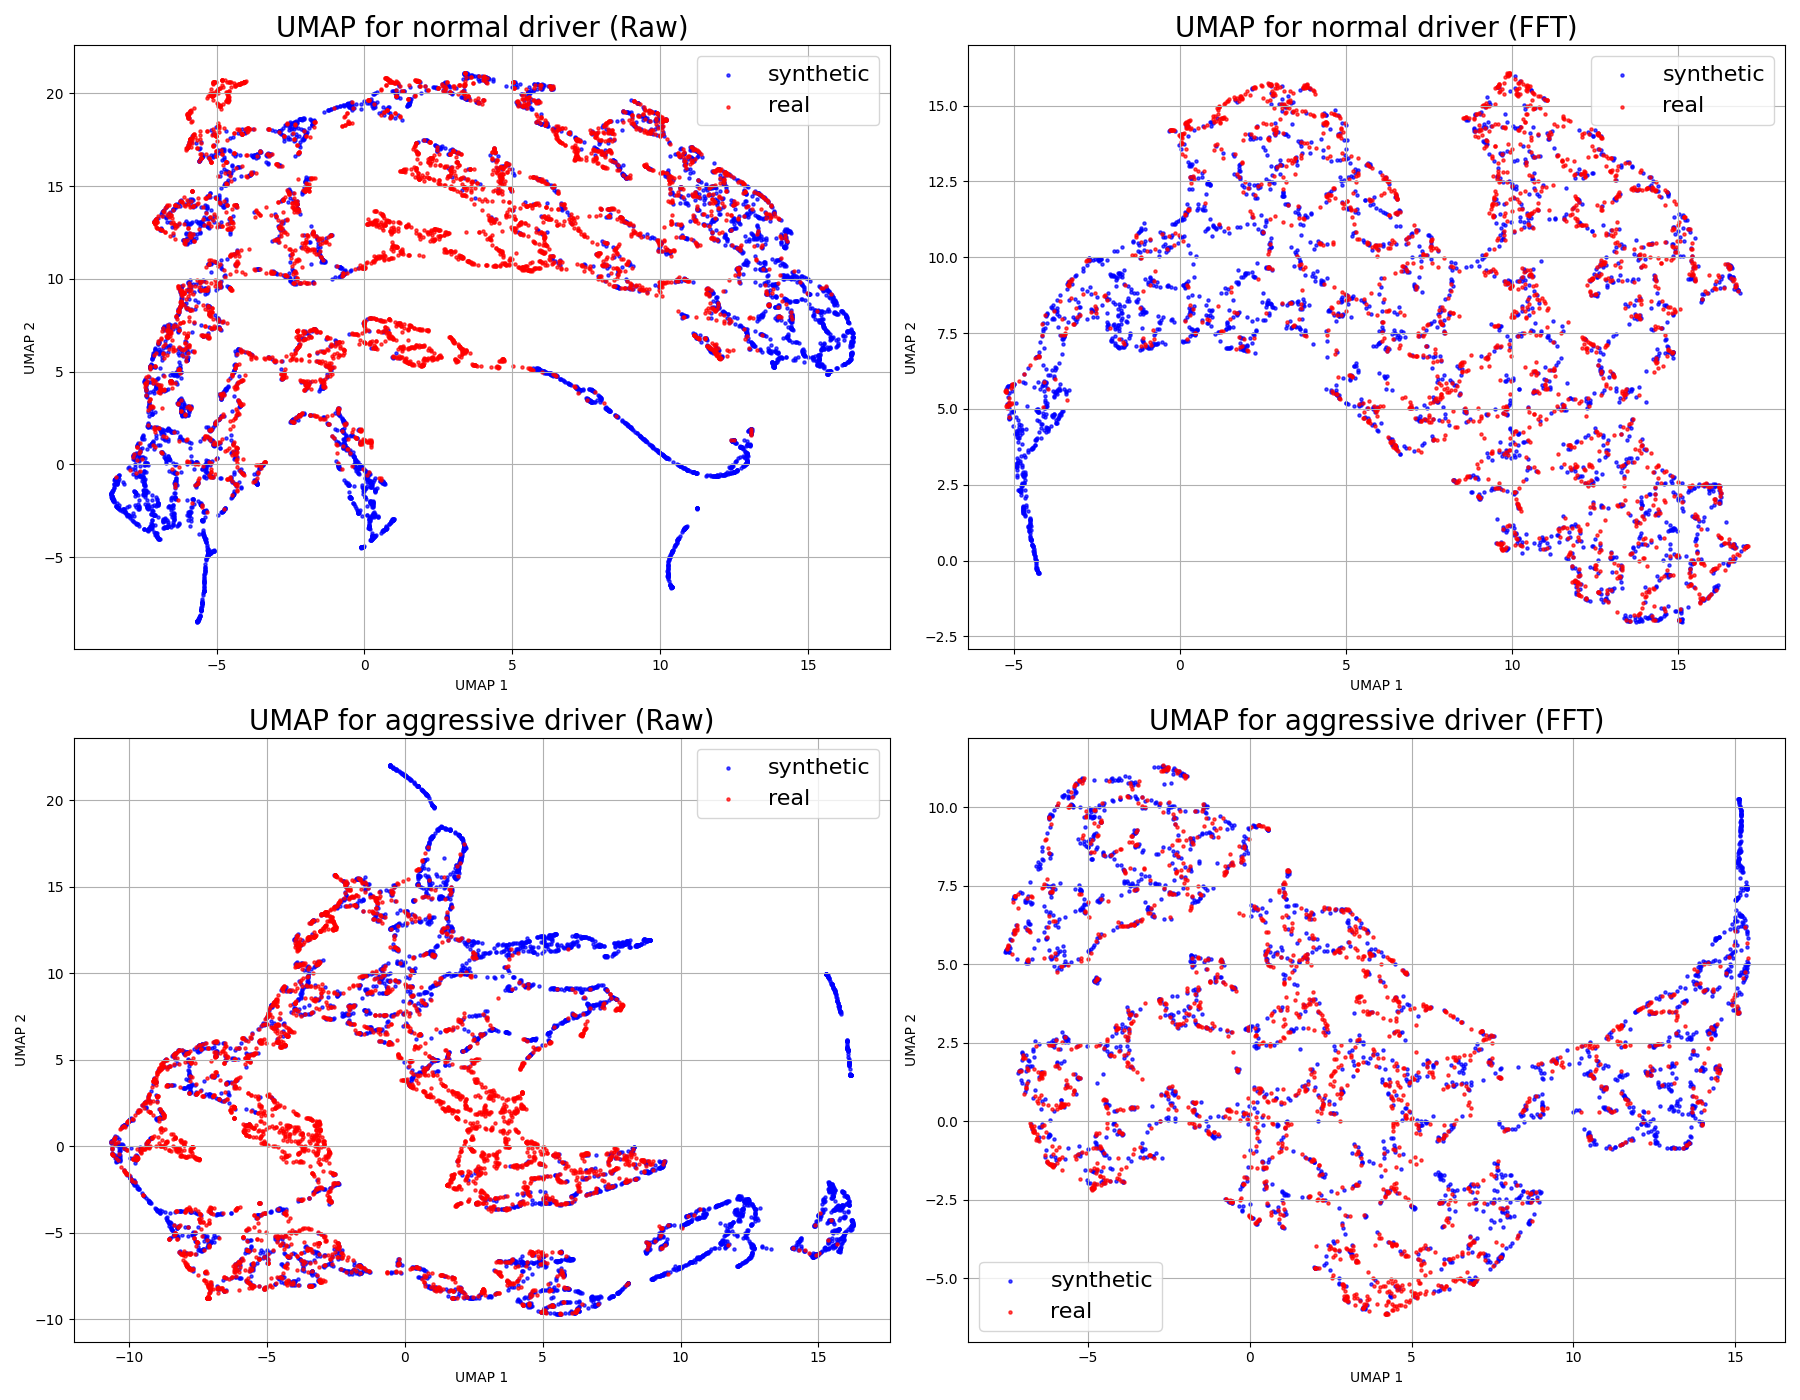 UMAP for normal driver (Raw)
synthetic
real
20
15
10
5
0
−5
UMAP 2
−5 0 5 10 15
UMAP 1
UMAP for normal driver (FFT)
synthetic
real
15.0
12.5
10.0
7.5
5.0
2.5
0.0
−2.5
UMAP 2
−5 0 5 10 15
UMAP 1
UMAP for aggressive driver (Raw)
synthetic
real
20
15
10
5
0
−5
−10
UMAP 2
−10 −5 0 5 10 15
UMAP 1
UMAP for aggressive driver (FFT)
10.0
7.5
5.0
2.5
0.0
−2.5
−5.0
UMAP 2
synthetic
real
−5 0 5 10 15
UMAP 1